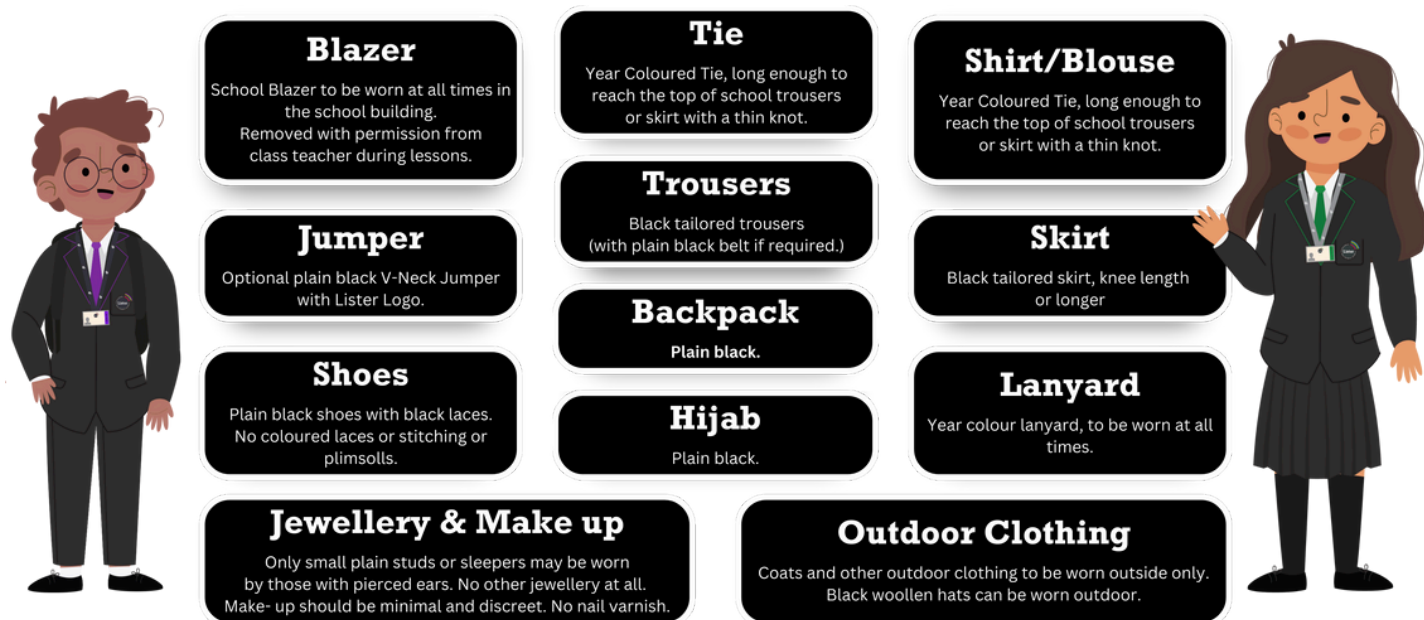 Blazer
School Blazer to be worn at all times in
the school building.
Removed with permission from
class teacher during lessons.
Tie
Year Coloured Tie, long enough to
reach the top of school trousers
or skirt with a thin knot.
Shirt/Blouse
Year Coloured Tie, long enough to
reach the top of school trousers
or skirt with a thin knot.
Jumper
Optional plain black V-Neck Jumper
with Lister Logo.
Trousers
Black tailored trousers
(with plain black belt if required.)
Skirt
Black tailored skirt, knee length
or longer
Backpack
Plain black.
Shoes
Plain black shoes with black laces.
No coloured laces or stitching or
plimsolls.
Hijab
Plain black.
Lanyard
Year colour lanyard, to be worn at all
times.
Jewellery & Make up
Only small plain studs or sleepers may be worn
by those with pierced ears. No other jewellery at all.
Make- up should be minimal and discreet. No nail varnish.
Outdoor Clothing
Coats and other outdoor clothing to be worn outside only.
Black woollen hats can be worn outdoor.